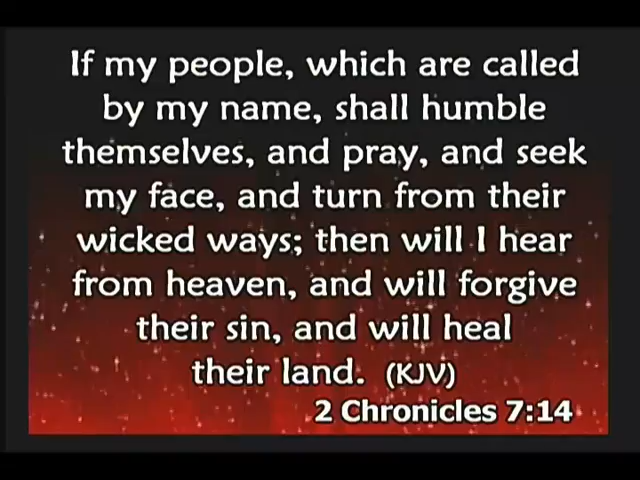 If my people, which are called
by my name, shall humble
themselves, and pray, and seek
my face, and turn from their
wicked ways; then will I hear
from heaven, and will forgive
their sin, and will heal
their land. (KJV)
2 Chronicles 7:14